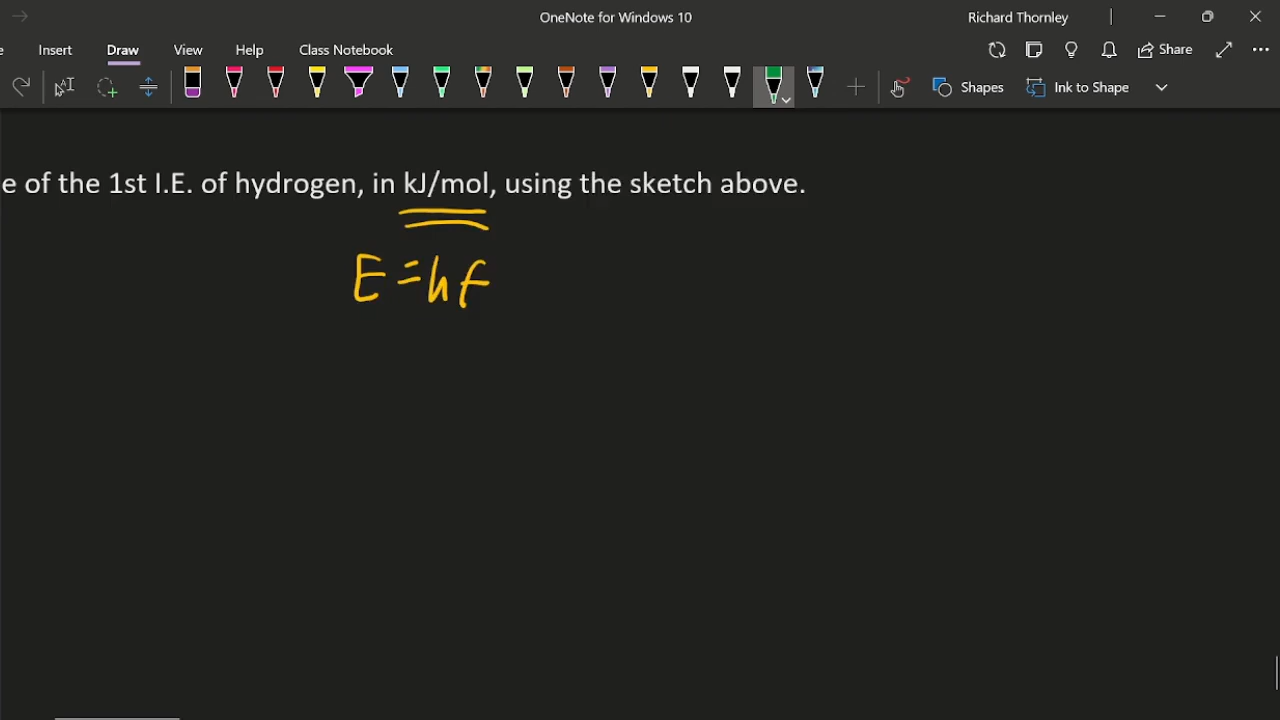 OneNote for Windows 10 Richard Thornley
Insert Draw View Help Class Notebook Share
Shapes Ink to Shape
e of the 1st I.E. of hydrogen, in kJ/mol, using the sketch above.
E = hf